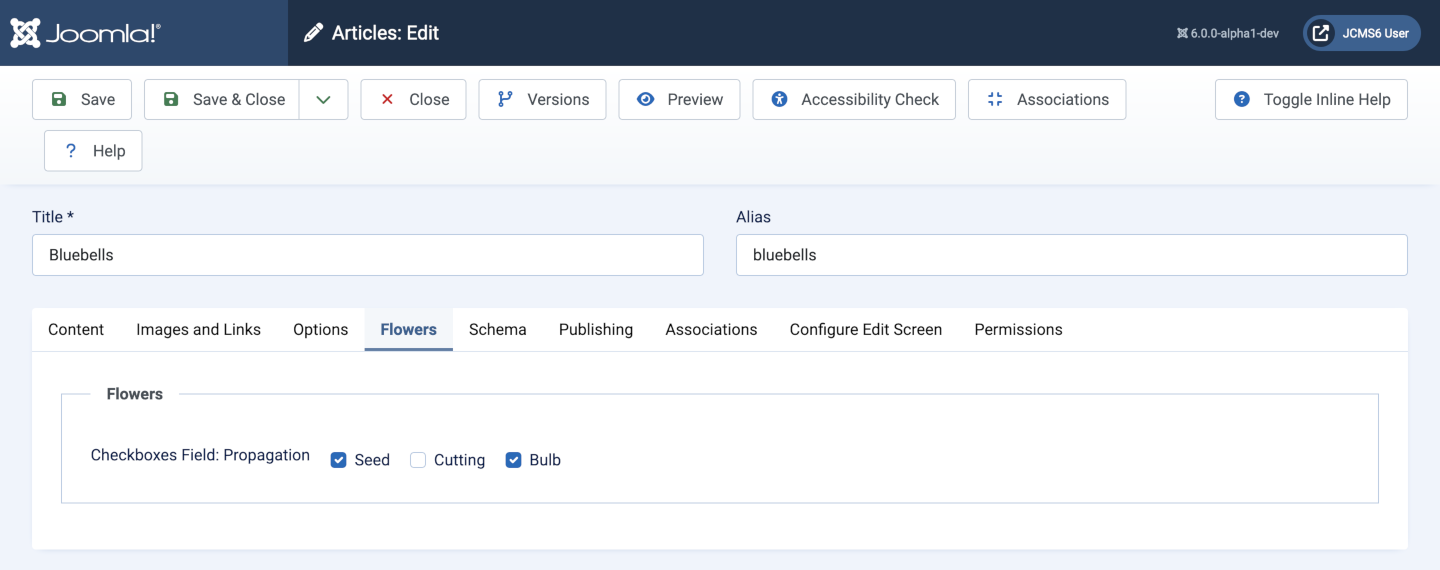 Joomla!® Articles: Edit 6.0.0-alpha1-dev JCMS6 User
Save Save & Close Close Versions Preview Accessibility Check Associations Toggle Inline Help
? Help
Title * Alias
Bluebells bluebells
Content Images and Links Options Flowers Schema Publishing Associations Configure Edit Screen Permissions
Flowers
Checkboxes Field: Propagation Seed Cutting Bulb